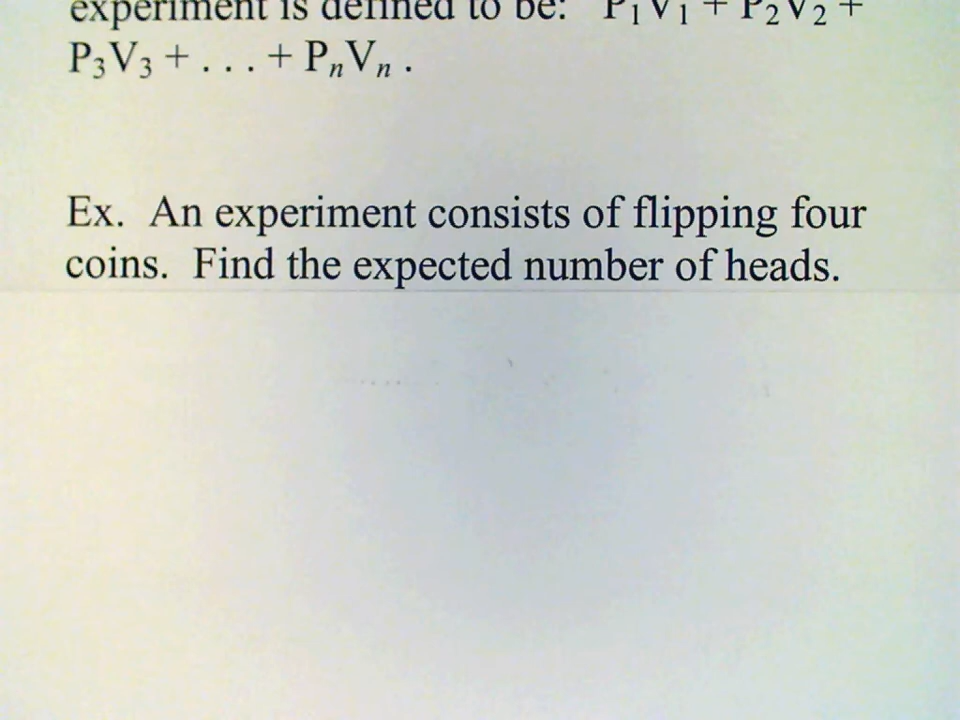 experiment is defined to be: P₁V₁ + P₂V₂ +
P₃V₃ + . . . + PₙVₙ .
Ex. An experiment consists of flipping four
coins. Find the expected number of heads.